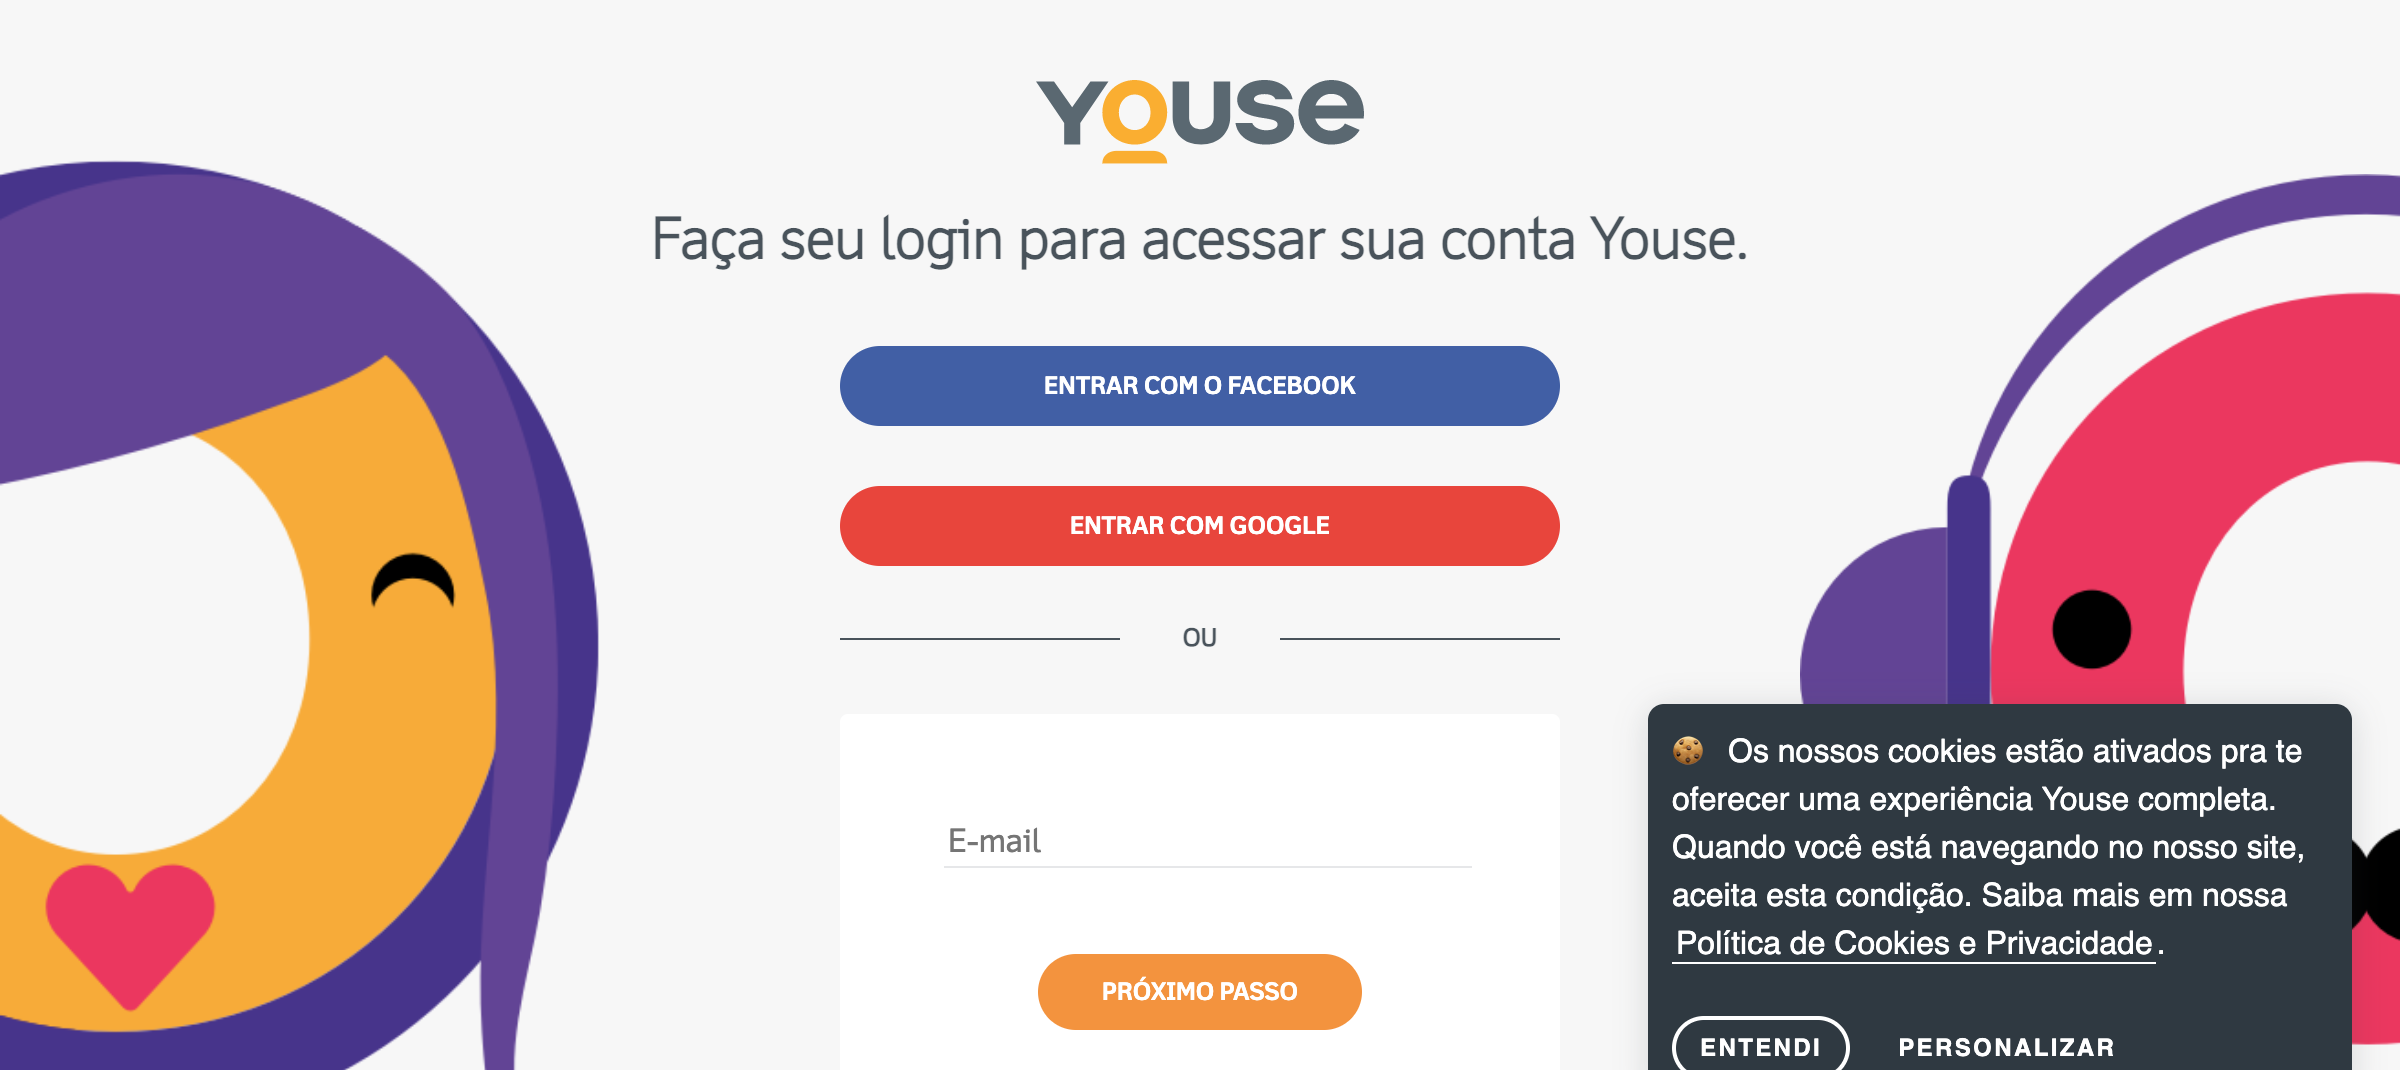 Youse
Faça seu login para acessar sua conta Youse.
ENTRAR COM O FACEBOOK
ENTRAR COM GOOGLE
OU
E-mail
PRÓXIMO PASSO
🍪 Os nossos cookies estão ativados pra te
oferecer uma experiência Youse completa.
Quando você está navegando no nosso site,
aceita esta condição. Saiba mais em nossa
Política de Cookies e Privacidade.
ENTENDI PERSONALIZAR